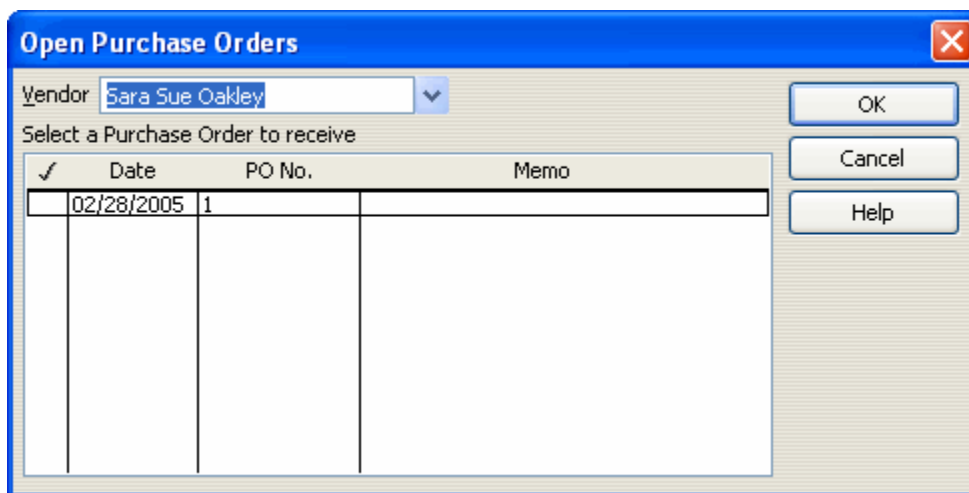 Open Purchase Orders
Vendor Sara Sue Oakley
OK
Select a Purchase Order to receive
Cancel
✓ Date PO No. Memo
02/28/2005 1
Help